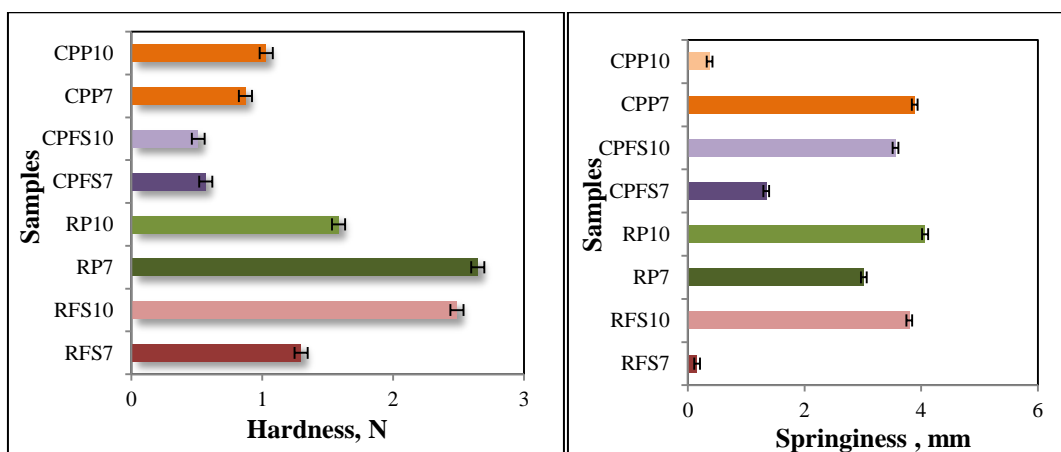 CPP10
CPP7
CPFS10
CPFS7
RP10
RP7
RFS10
RFS7
Samples
0 1 2 3
Hardness, N
CPP10
CPP7
CPFS10
CPFS7
RP10
RP7
RFS10
RFS7
Samples
0 2 4 6
Springiness , mm